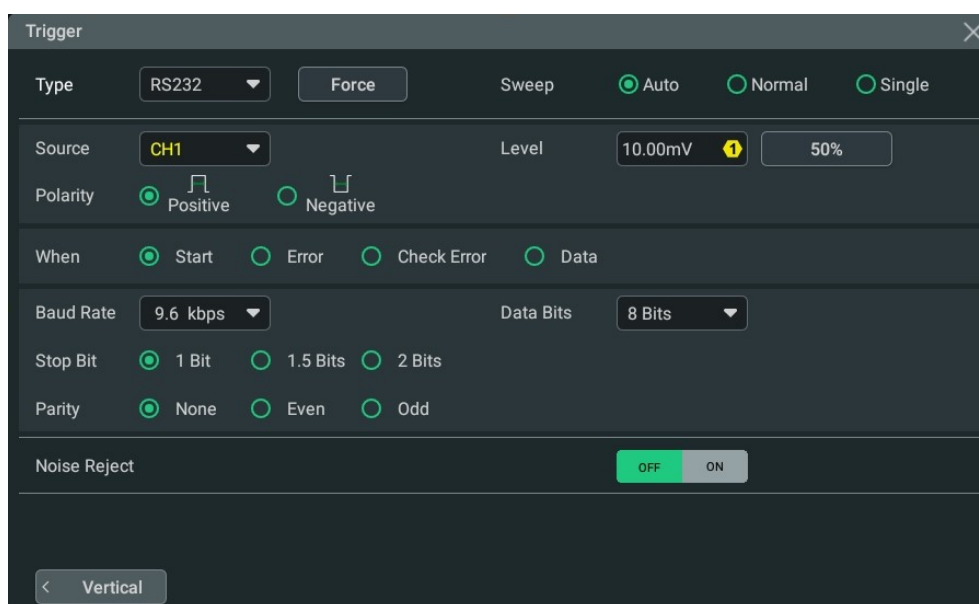 Trigger
Type RS232 Force Sweep Auto Normal Single
Source CH1 Level 10.00mV 1 50%
Polarity Positive Negative
When Start Error Check Error Data
Baud Rate 9.6 kbps Data Bits 8 Bits
Stop Bit 1 Bit 1.5 Bits 2 Bits
Parity None Even Odd
Noise Reject OFF ON
< Vertical